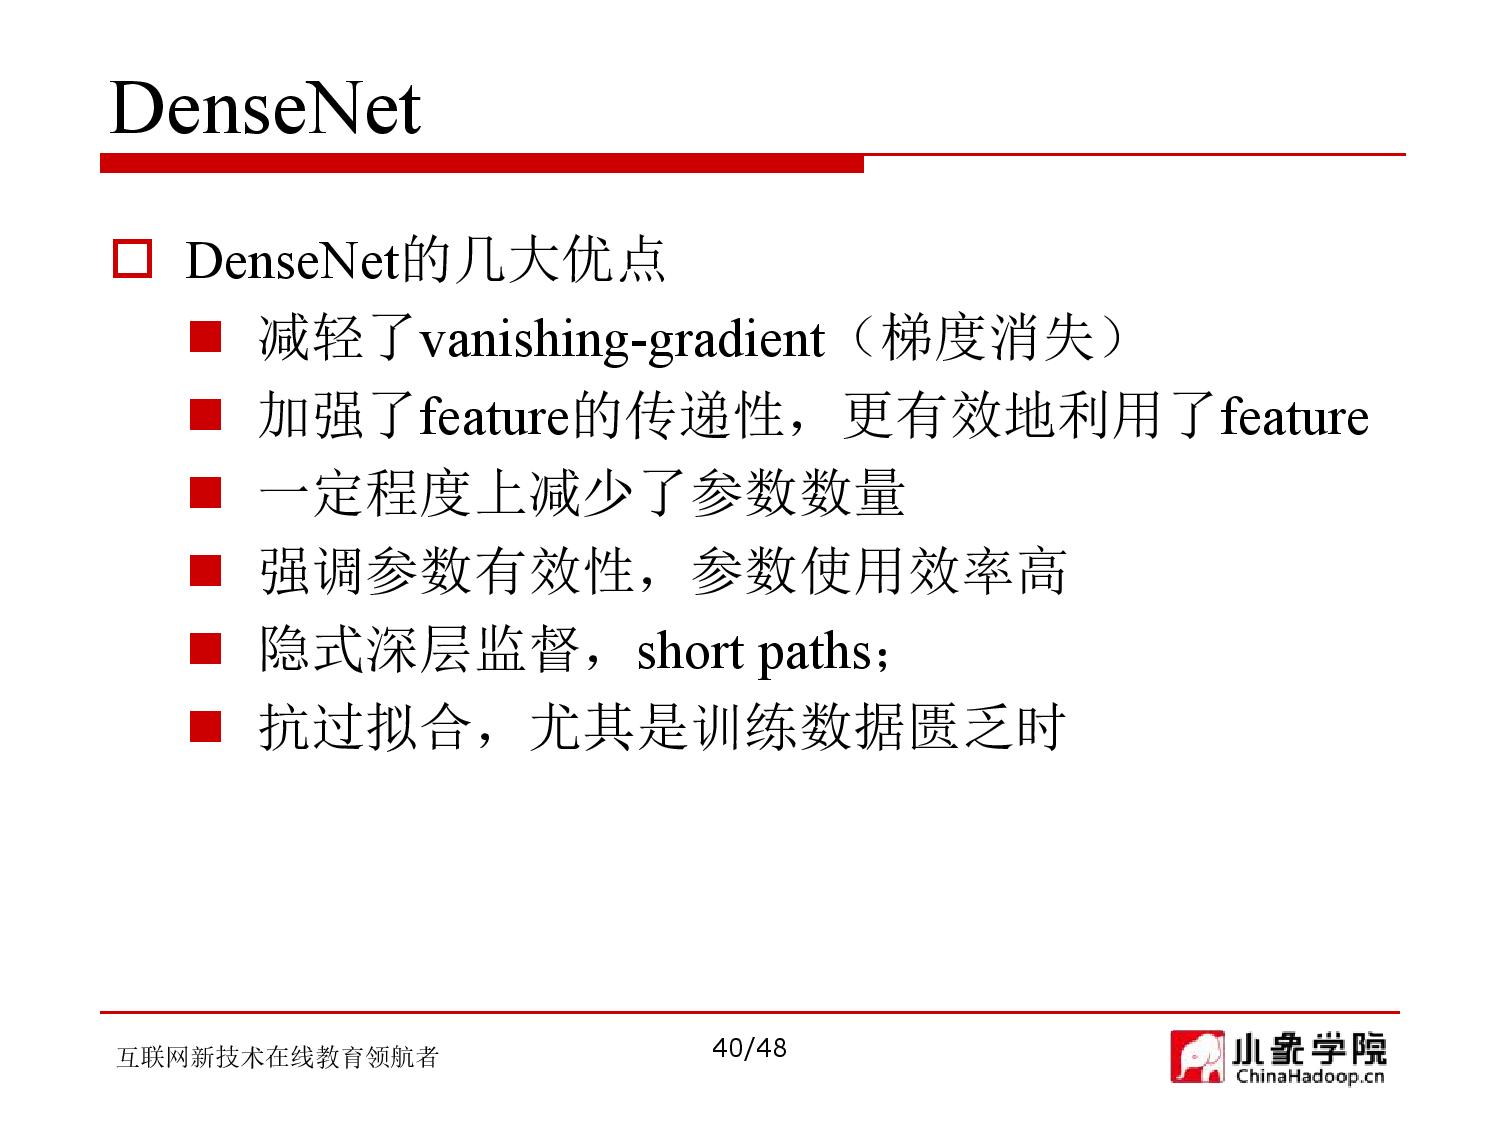 DenseNet
DenseNet的几大优点
减轻了vanishing-gradient（梯度消失）
加强了feature的传递性，更有效地利用了feature
一定程度上减少了参数数量
强调参数有效性，参数使用效率高
隐式深层监督，short paths；
抗过拟合，尤其是训练数据匮乏时
互联网新技术在线教育领航者
40/48
小象学院
ChinaHadoop.cn